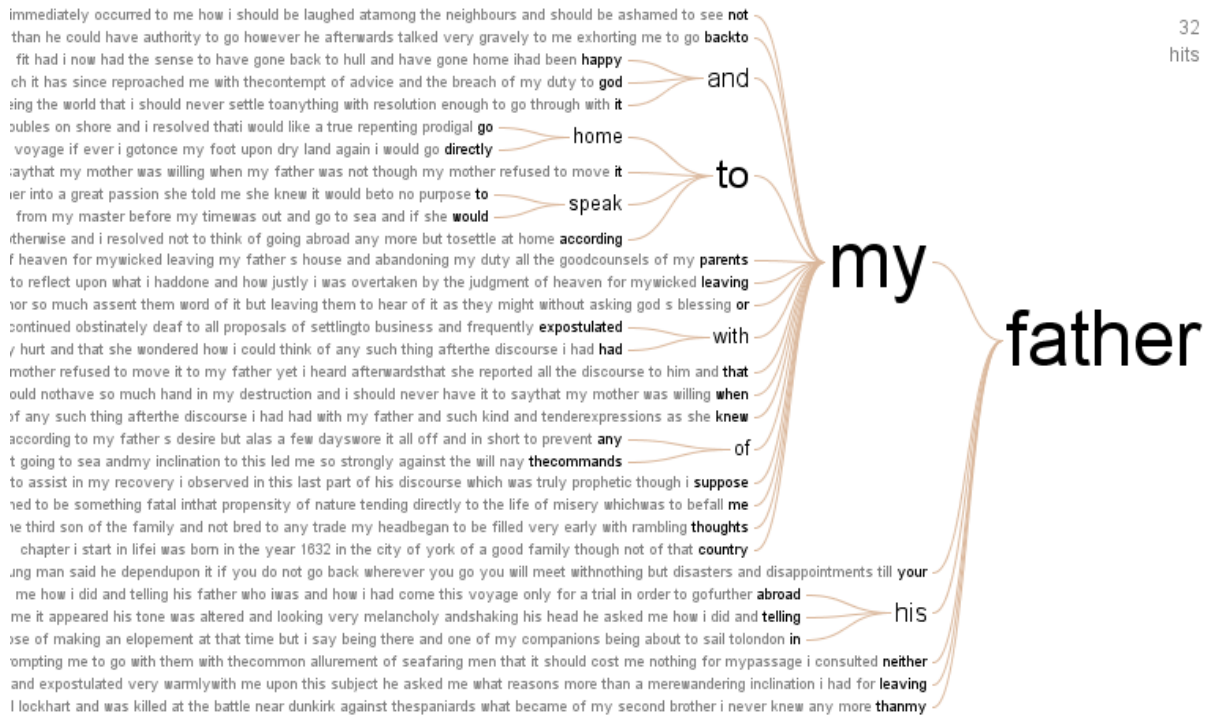 immediately occurred to me how i should be laughed atamong the neighbours and should be ashamed to see not
than he could have authority to go however he afterwards talked very gravely to me exhorting me to go backto
fit had i now had the sense to have gone back to hull and have gone home ihad been happy
ch it has since reproached me with thecontempt of advice and the breach of my duty to god
eing the world that i should never settle toanything with resolution enough to go through with it
oubles on shore and i resolved thati would like a true repenting prodigal go
voyage if ever i gotonce my foot upon dry land again i would go directly
saythat my mother was willing when my father was not though my mother refused to move it
her into a great passion she told me she knew it would beto no purpose to
from my master before my timewas out and go to sea and if she would
otherwise and i resolved not to think of going abroad any more but tosettle at home according
f heaven for mywicked leaving my father s house and abandoning my duty all the goodcounsels of my parents
to reflect upon what i haddone and how justly i was overtaken by the judgment of heaven for mywicked leaving
nor so much assent them word of it but leaving them to hear of it as they might without asking god s blessing or
continued obstinately deaf to all proposals of settlingto business and frequently expostulated
y hurt and that she wondered how i could think of any such thing afterthe discourse i had had
mother refused to move it to my father yet i heard afterwardsthat she reported all the discourse to him and that
ould nothave so much hand in my destruction and i should never have it to saythat my mother was willing when
of any such thing afterthe discourse i had had with my father and such kind and tenderexpressions as she knew
according to my father s desire but alas a few dayswore it all off and in short to prevent any
t going to sea andmy inclination to this led me so strongly against the will nay thecommands
to assist in my recovery i observed in this last part of his discourse which was truly prophetic though i suppose
ned to be something fatal inthat propensity of nature tending directly to the life of misery whichwas to befall me
he third son of the family and not bred to any trade my headbegan to be filled very early with rambling thoughts
chapter i start in lifei was born in the year 1632 in the city of york of a good family though not of that country
ung man said he dependupon it if you do not go back wherever you go you will meet withnothing but disasters and disappointments till your
me how i did and telling his father who iwas and how i had come this voyage only for a trial in order to gofurther abroad
me it appeared his tone was altered and looking very melancholy andshaking his head he asked me how i did and telling
ose of making an elopement at that time but i say being there and one of my companions being about to sail tolondon in
ompting me to go with them with thecommon allurement of seafaring men that it should cost me nothing for mypassage i consulted neither
and expostulated very warmlywith me upon this subject he asked me what reasons more than a merewandering inclination i had for leaving
l lockhart and was killed at the battle near dunkirk against thespaniards what became of my second brother i never knew any more thanmy
and
home
to
speak
with
of
my
his
father
32
hits